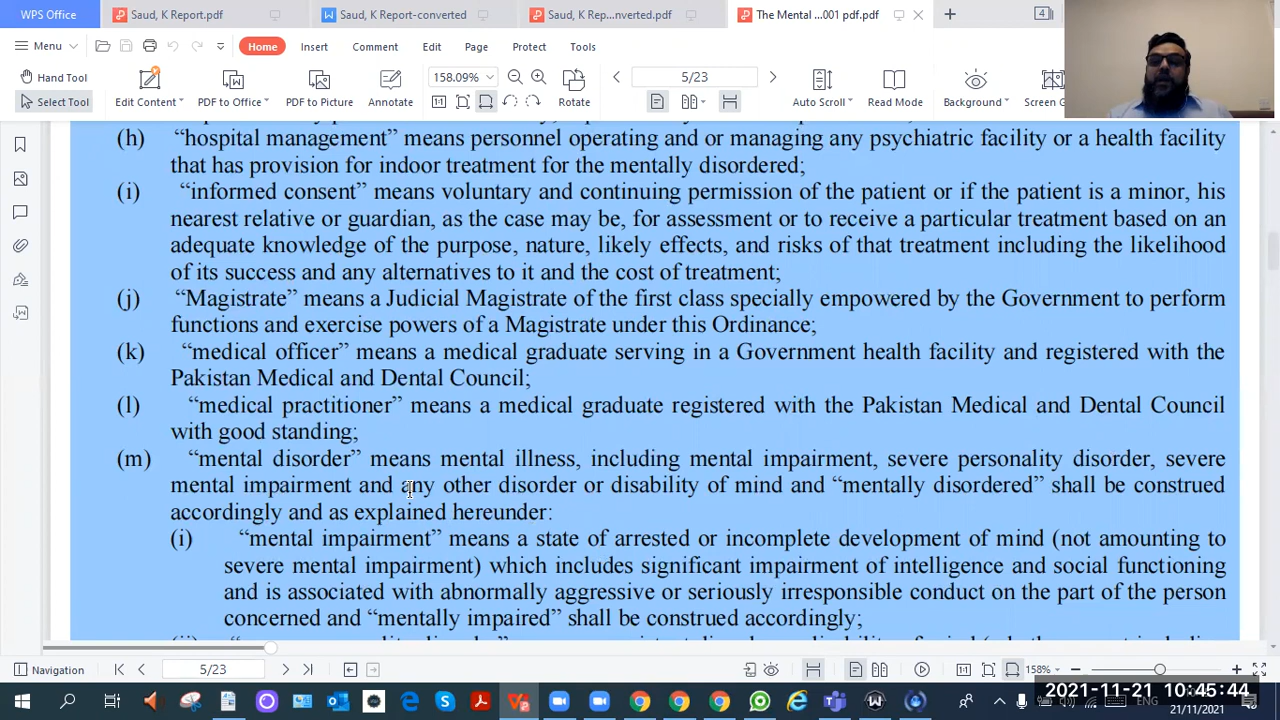 WPS Office
Saud, K Report.pdf
Saud, K Report-converted
Saud, K Rep...nverted.pdf
The Mental ...001 pdf.pdf
4
Menu
Home
Insert
Comment
Edit
Page
Protect
Tools
Hand Tool
Select Tool
Edit Content
PDF to Office
PDF to Picture
Annotate
158.09%
Rotate
5/23
Auto Scroll
Read Mode
Background
Screen G
(h) “hospital management” means personnel operating and or managing any psychiatric facility or a health facility
that has provision for indoor treatment for the mentally disordered;
(i) “informed consent” means voluntary and continuing permission of the patient or if the patient is a minor, his
nearest relative or guardian, as the case may be, for assessment or to receive a particular treatment based on an
adequate knowledge of the purpose, nature, likely effects, and risks of that treatment including the likelihood
of its success and any alternatives to it and the cost of treatment;
(j) “Magistrate” means a Judicial Magistrate of the first class specially empowered by the Government to perform
functions and exercise powers of a Magistrate under this Ordinance;
(k) “medical officer” means a medical graduate serving in a Government health facility and registered with the
Pakistan Medical and Dental Council;
(l) “medical practitioner” means a medical graduate registered with the Pakistan Medical and Dental Council
with good standing;
(m) “mental disorder” means mental illness, including mental impairment, severe personality disorder, severe
mental impairment and any other disorder or disability of mind and “mentally disordered” shall be construed
accordingly and as explained hereunder:
(i) “mental impairment” means a state of arrested or incomplete development of mind (not amounting to
severe mental impairment) which includes significant impairment of intelligence and social functioning
and is associated with abnormally aggressive or seriously irresponsible conduct on the part of the person
concerned and “mentally impaired” shall be construed accordingly;
Navigation
5/23
158%
2021-11-21 10:45:44
ENG
21/11/2021